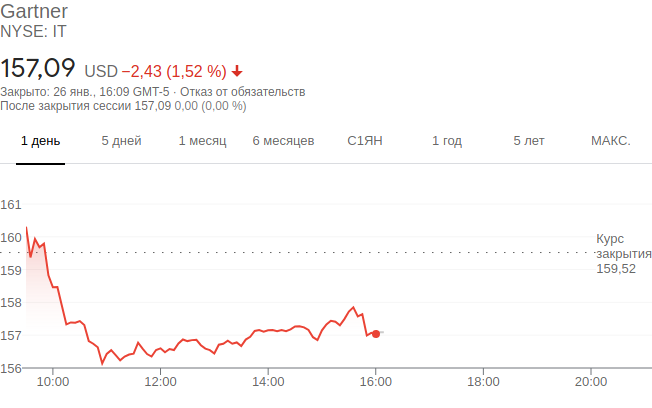 Gartner
NYSE: IT
157,09 USD −2,43 (1,52 %)
Закрыто: 26 янв., 16:09 GMT-5 · Отказ от обязательств
После закрытия сессии 157,09 0,00 (0,00 %)
1 день 5 дней 1 месяц 6 месяцев С1ЯН 1 год 5 лет МАКС.
161
160
Курс
закрытия
159
159,52
158
157
156
10:00 12:00 14:00 16:00 18:00 20:00